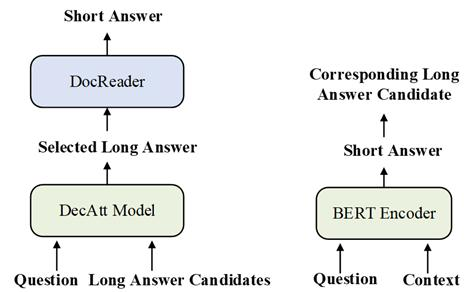 Short Answer
DocReader
Selected Long Answer
DecAtt Model
Question
Long Answer Candidates
Corresponding Long
Answer Candidate
Short Answer
BERT Encoder
Question
Context